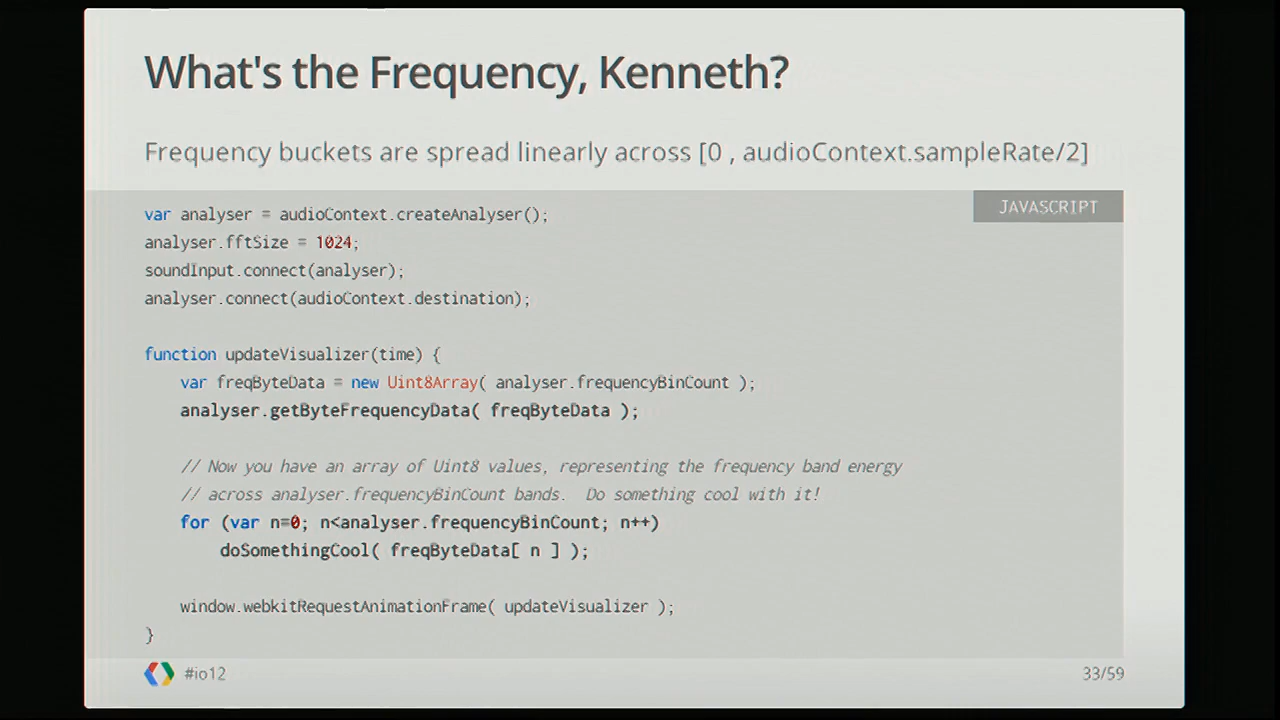 What's the Frequency, Kenneth?
Frequency buckets are spread linearly across [0 , audioContext.sampleRate/2]
JAVASCRIPT
var analyser = audioContext.createAnalyser();
analyser.fftSize = 1024;
soundInput.connect(analyser);
analyser.connect(audioContext.destination);
function updateVisualizer(time) {
var freqByteData = new Uint8Array( analyser.frequencyBinCount );
analyser.getByteFrequencyData( freqByteData );
// Now you have an array of Uint8 values, representing the frequency band energy
// across analyser.frequencyBinCount bands.  Do something cool with it!
for (var n=0; n<analyser.frequencyBinCount; n++)
doSomethingCool( freqByteData[ n ] );
window.webkitRequestAnimationFrame( updateVisualizer );
}
#io12
33/59